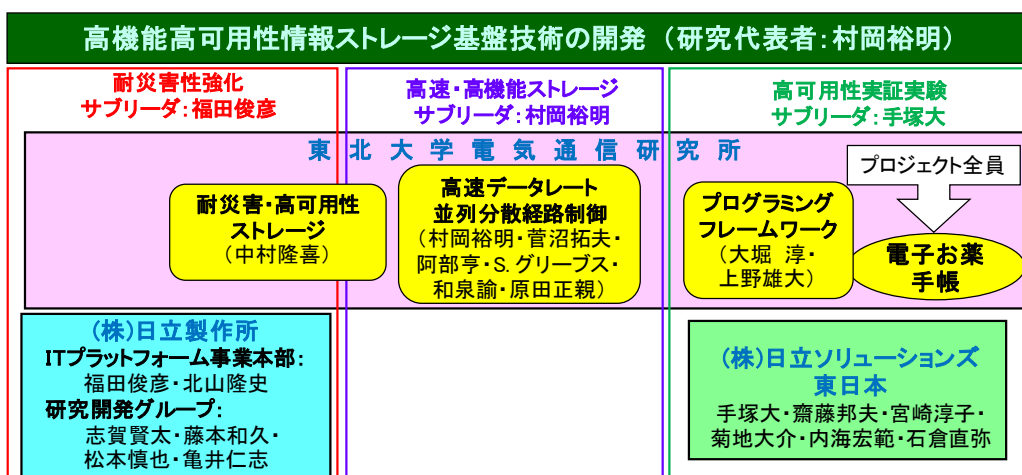 高機能高可用性情報ストレージ基盤技術の開発（研究代表者：村岡裕明）
耐災害性強化
サブリーダ：福田俊彦
高速・高機能ストレージ
サブリーダ：村岡裕明
高可用性実証実験
サブリーダ：手塚大
東北大学電気通信研究所
プロジェクト全員
耐災害・高可用性
ストレージ
（中村隆喜）
高速データレート
並列分散経路制御
（村岡裕明・菅沼拓夫・
阿部亨・S.グリーブス・
和泉諭・原田正親）
プログラミング
フレームワーク
（大堀 淳・
上野雄大）
電子お薬
手帳
（株）日立製作所
ITプラットフォーム事業本部：
福田俊彦・北山隆史
研究開発グループ：
志賀賢太・藤本和久・
松本慎也・亀井仁志
（株）日立ソリューションズ
東日本
手塚大・齋藤邦夫・宮崎淳子・
菊地大介・内海宏範・石倉直弥